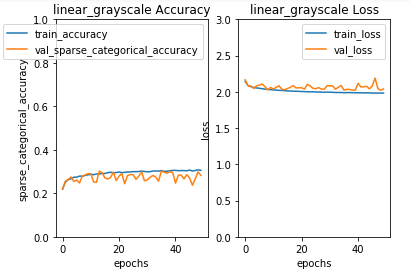 linear_grayscale Accuracy
train_accuracy
val_sparse_categorical_accuracy
sparse_categorical_accuracy
1.0
0.8
0.6
0.4
0.2
0.0
0
20
40
epochs
linear_grayscale Loss
train_loss
val_loss
loss
3.0
2.5
2.0
1.5
1.0
0.5
0.0
0
20
40
epochs